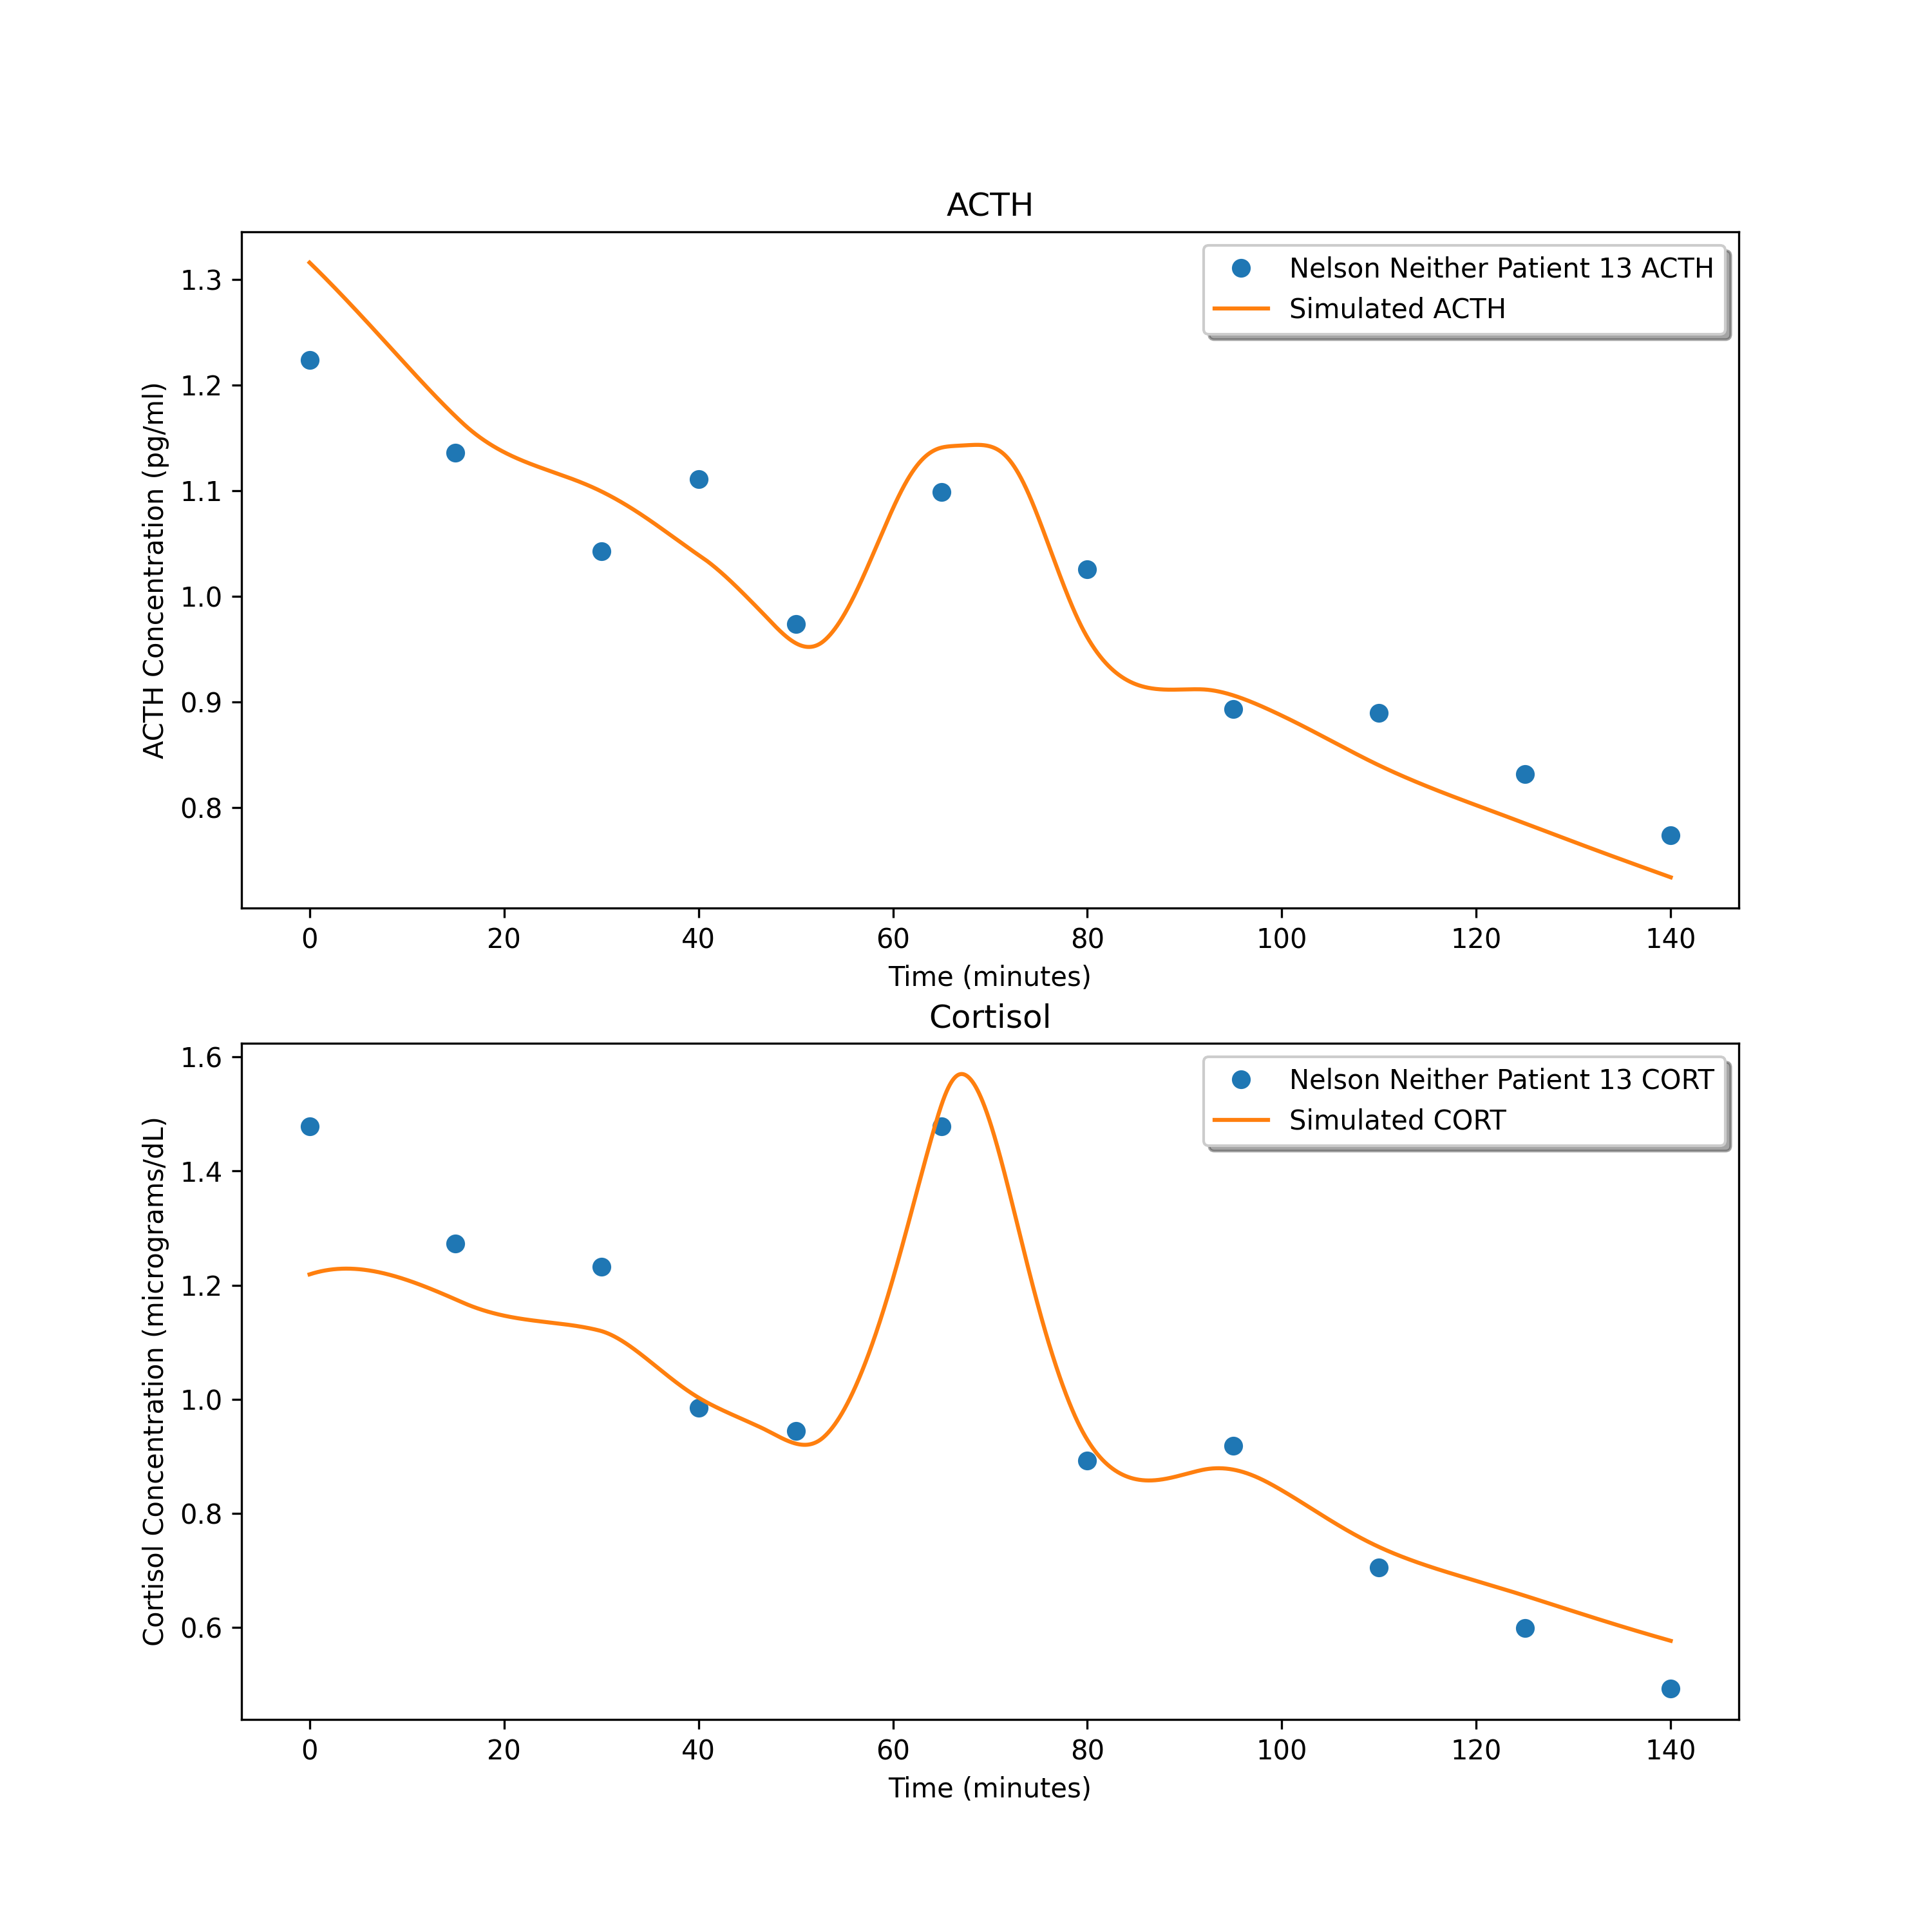 ACTH
Nelson Neither Patient 13 ACTH
Simulated ACTH
ACTH Concentration (pg/ml)
1.3
1.2
1.1
1.0
0.9
0.8
0 20 40 60 80 100 120 140
Time (minutes)
Cortisol
Nelson Neither Patient 13 CORT
Simulated CORT
Cortisol Concentration (micrograms/dL)
1.6
1.4
1.2
1.0
0.8
0.6
0 20 40 60 80 100 120 140
Time (minutes)